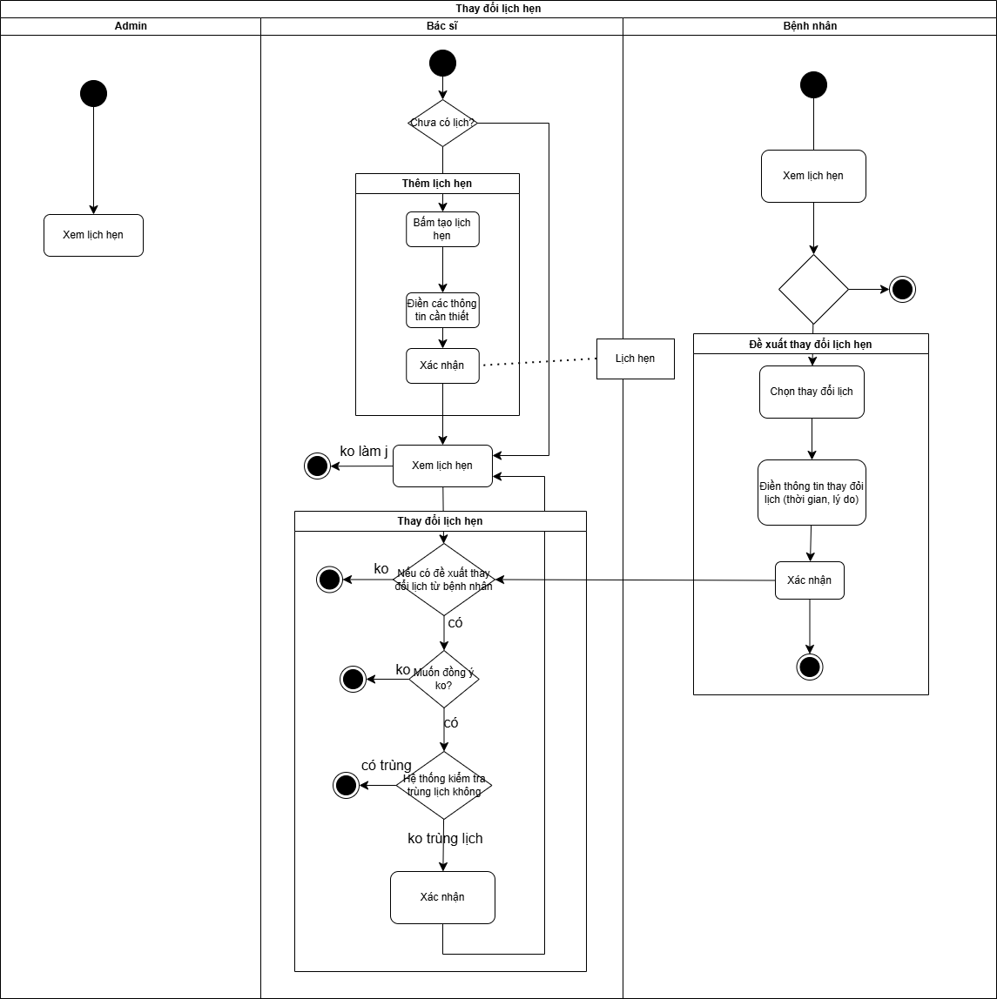 Thay đổi lịch hẹn
Admin
Bác sĩ
Bệnh nhân
Xem lịch hẹn
Chưa có lịch?
Thêm lịch hẹn
Bấm tạo lịch
hẹn
Điền các thông
tin cần thiết
Xác nhận
Lịch hẹn
ko làm j
Xem lịch hẹn
Thay đổi lịch hẹn
ko
Nếu có đề xuất thay
đổi lịch từ bệnh nhân
có
ko
Muốn đồng ý
ko?
có
có trùng
Hệ thống kiểm tra
trùng lịch không
ko trùng lịch
Xác nhận
Xem lịch hẹn
Đề xuất thay đổi lịch hẹn
Chọn thay đổi lịch
Điền thông tin thay đỏi
lịch (thời gian, lý do)
Xác nhận